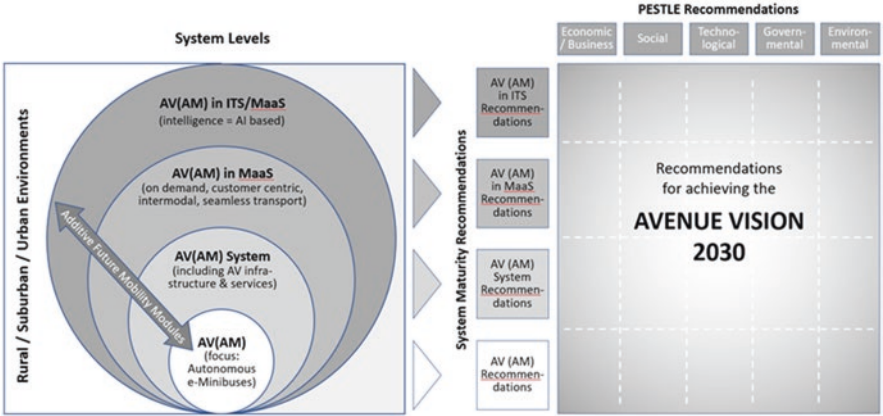 PESTLE Recommendations
System Levels
Economic
/ Business
Social
Techno-
logical
Govern-
mental
Environ-
mental
Rural / Suburban / Urban Environments
AV(AM) in ITS/MaaS
(intelligence = AI based)
AV(AM) in MaaS
(on demand, customer centric,
intermodal, seamless transport)
AV(AM) System
(including AV infra-
structure & services)
AV(AM)
(focus:
Autonomous
e-Minibuses)
Additive Future Mobility Modules
System Maturity Recommendations
AV (AM)
in ITS
Recommen-
dations
AV (AM)
in MaaS
Recommen-
dations
AV (AM)
System
Recommen-
dations
AV (AM)
Recommen-
dations
Recommendations
for achieving the
AVENUE VISION
2030